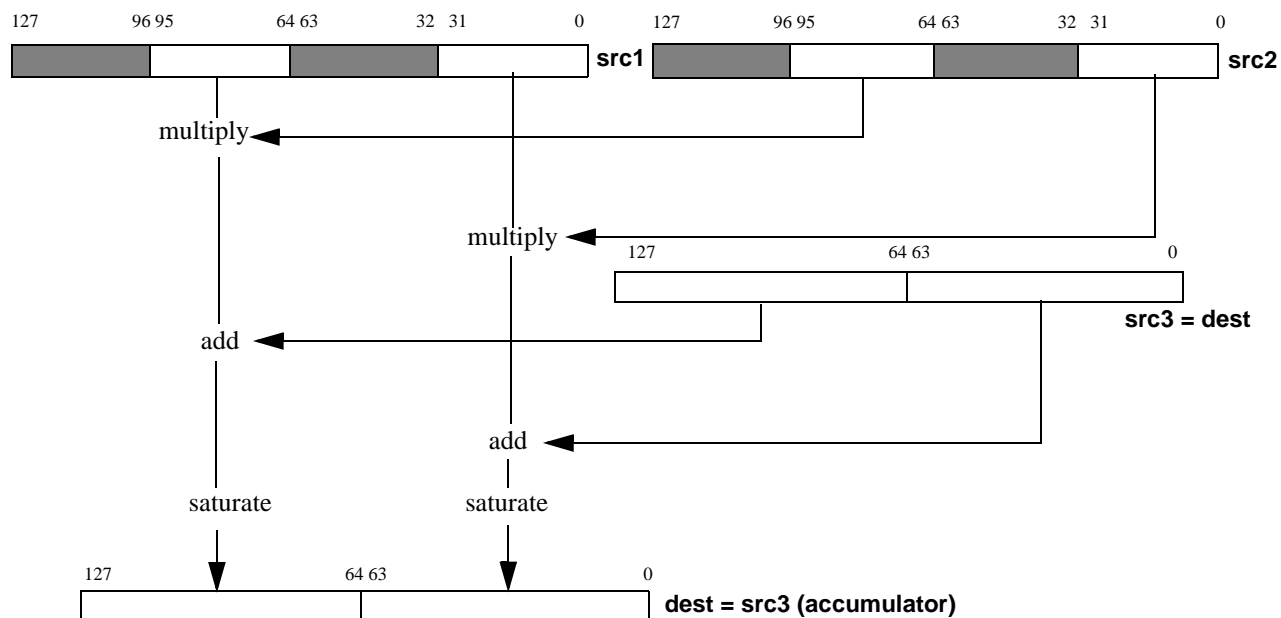 127 96 95 64 63 32 31 0 127 96 95 64 63 32 31 0
src1 src2
multiply
multiply
127 64 63 0
src3 = dest
add
add
saturate saturate
127 64 63 0
dest = src3 (accumulator)